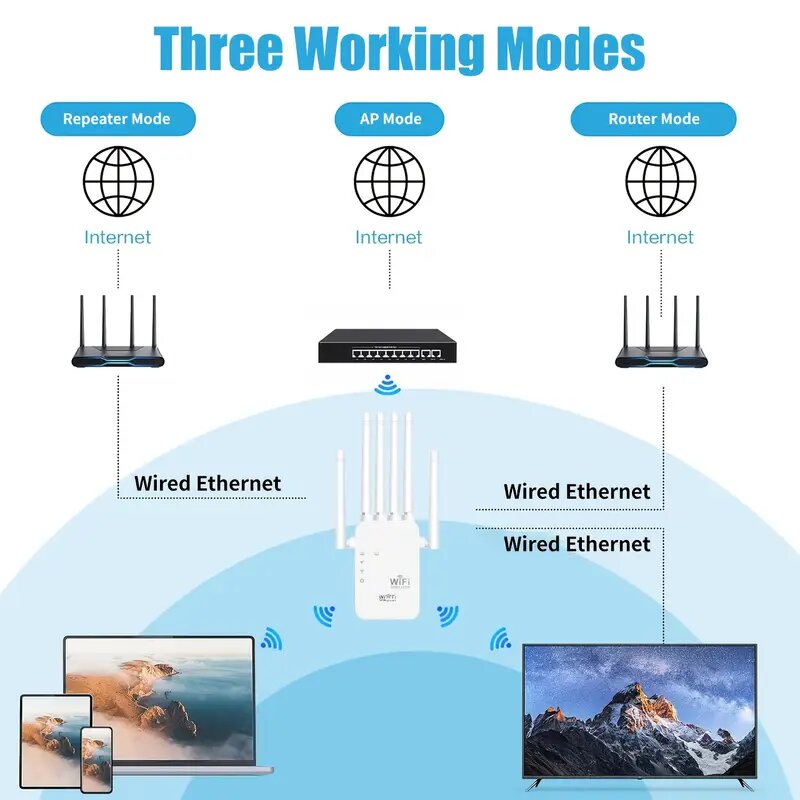 Three Working Modes
Repeater Mode
AP Mode
Router Mode
Internet
Internet
Internet
Wired Ethernet
Wired Ethernet
Wired Ethernet
WiFi
WiFi